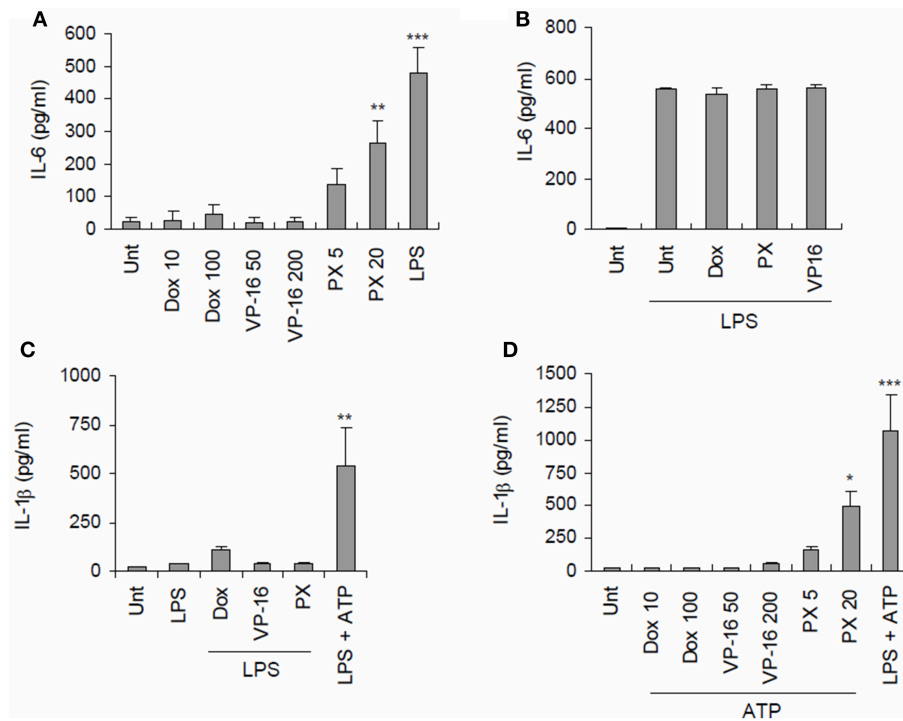 A
IL-6 (pg/ml)
600
500
400
300
200
100
0
**
***
Unt
Dox 10
Dox 100
VP-16 50
VP-16 200
PX 5
PX 20
LPS
B
IL-6 (pg/ml)
800
600
400
200
0
Unt
Unt
Dox
PX
VP16
LPS
C
IL-1β (pg/ml)
1000
750
500
250
0
**
Unt
LPS
Dox
VP-16
PX
LPS + ATP
LPS
D
IL-1β (pg/ml)
1500
1250
1000
500
250
0
*
***
Unt
Dox 10
Dox 100
VP-16 50
VP-16 200
PX 5
PX 20
LPS + ATP
ATP